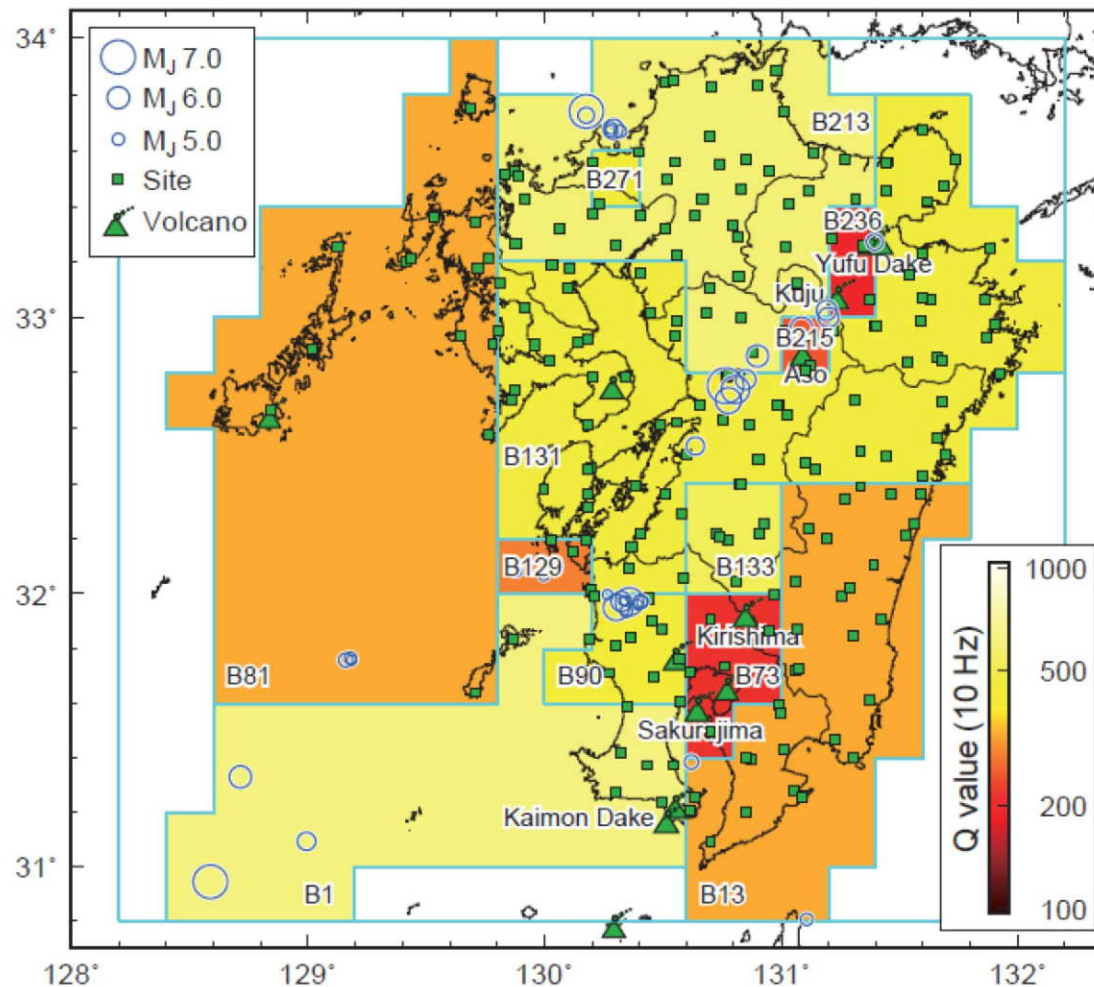 34°
33°
32°
31°
128°
129°
130°
131°
132°
MJ 7.0
MJ 6.0
MJ 5.0
Site
Volcano
B213
B271
B236
Yufu Dake
Kuju
B215
Aso
B131
B129
B133
Kirishima
B81
B90
B73
Sakurajima
Kaimon Dake
B1
B13
Q value (10 Hz)
1000
500
200
100